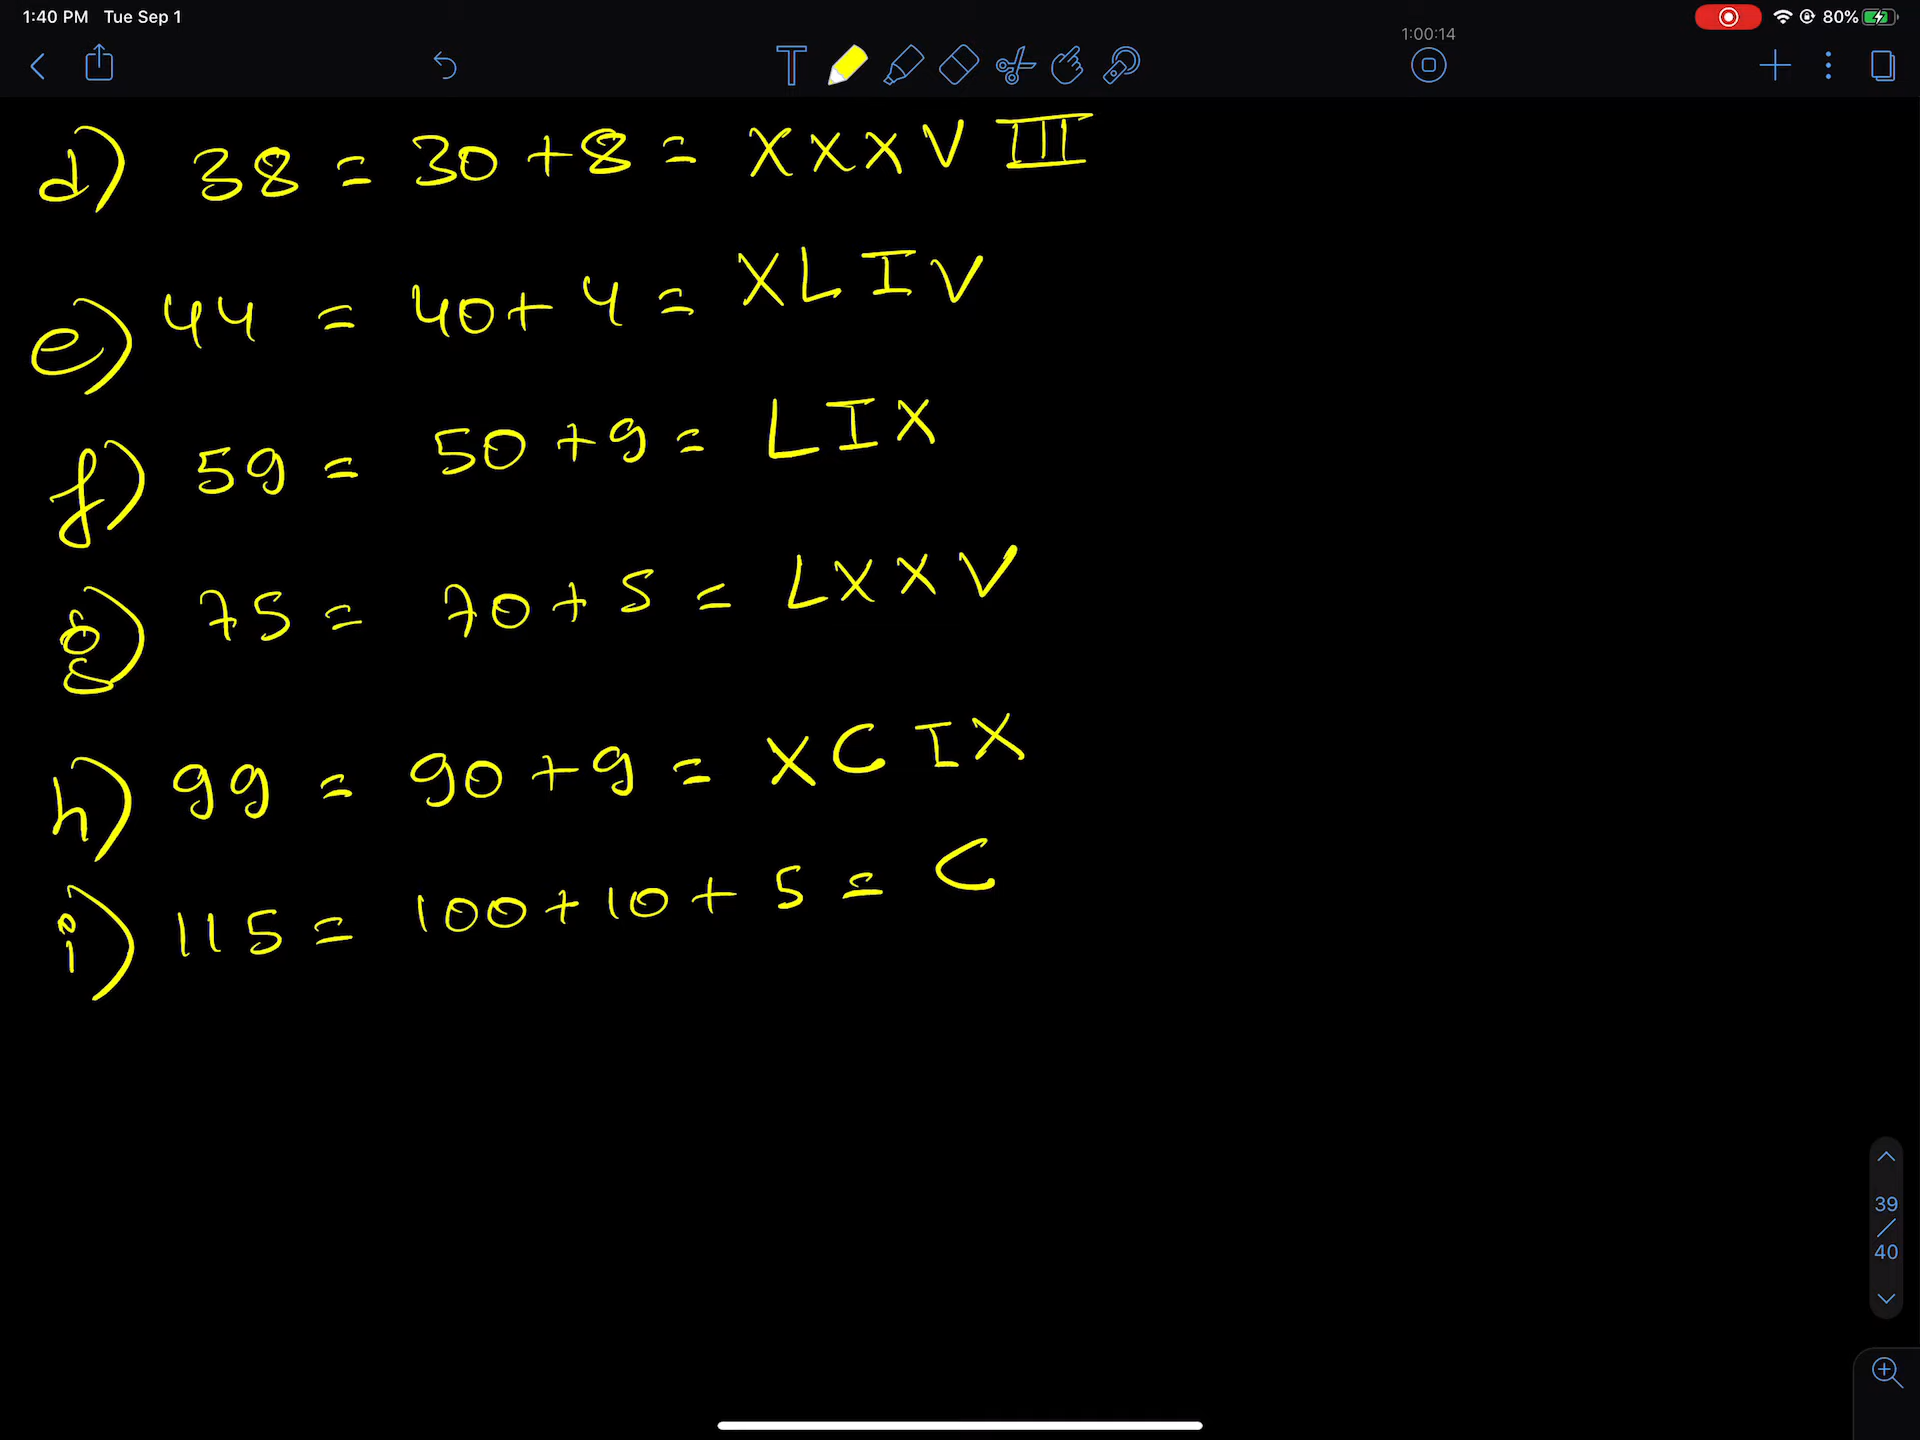 1:40 PM Tue Sep 1 80%
1:00:14
T
d) 38 = 30 + 8 = XXXVIII
e) 44 = 40 + 4 = XLIV
f) 59 = 50 + 9 = LIX
g) 75 = 70 + 5 = LXXV
h) 99 = 90 + 9 = XCIX
i) 115 = 100 + 10 + 5 = C
39
/
40